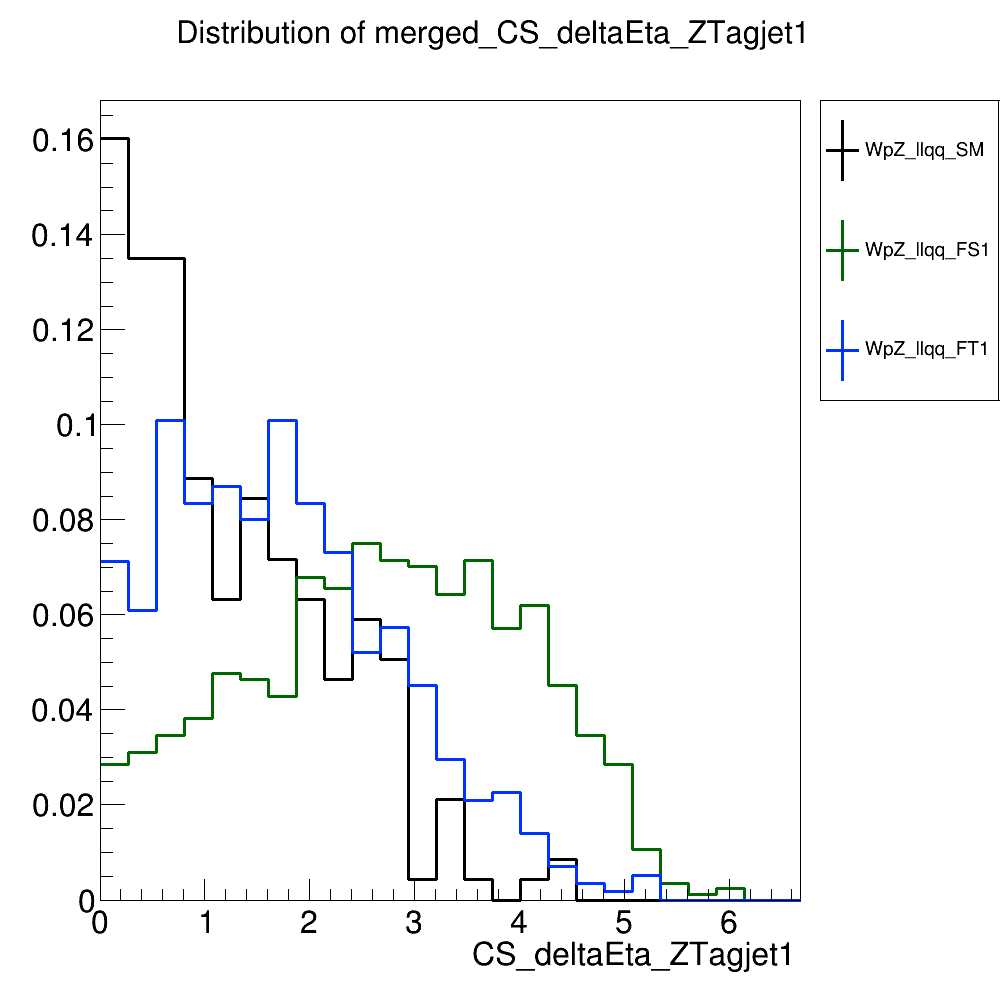 Distribution of merged_CS_deltaEta_ZTagjet1
WpZ_llqq_SM
WpZ_llqq_FS1
WpZ_llqq_FT1
0.16
0.14
0.12
0.1
0.08
0.06
0.04
0.02
0
0 1 2 3 4 5 6
CS_deltaEta_ZTagjet1